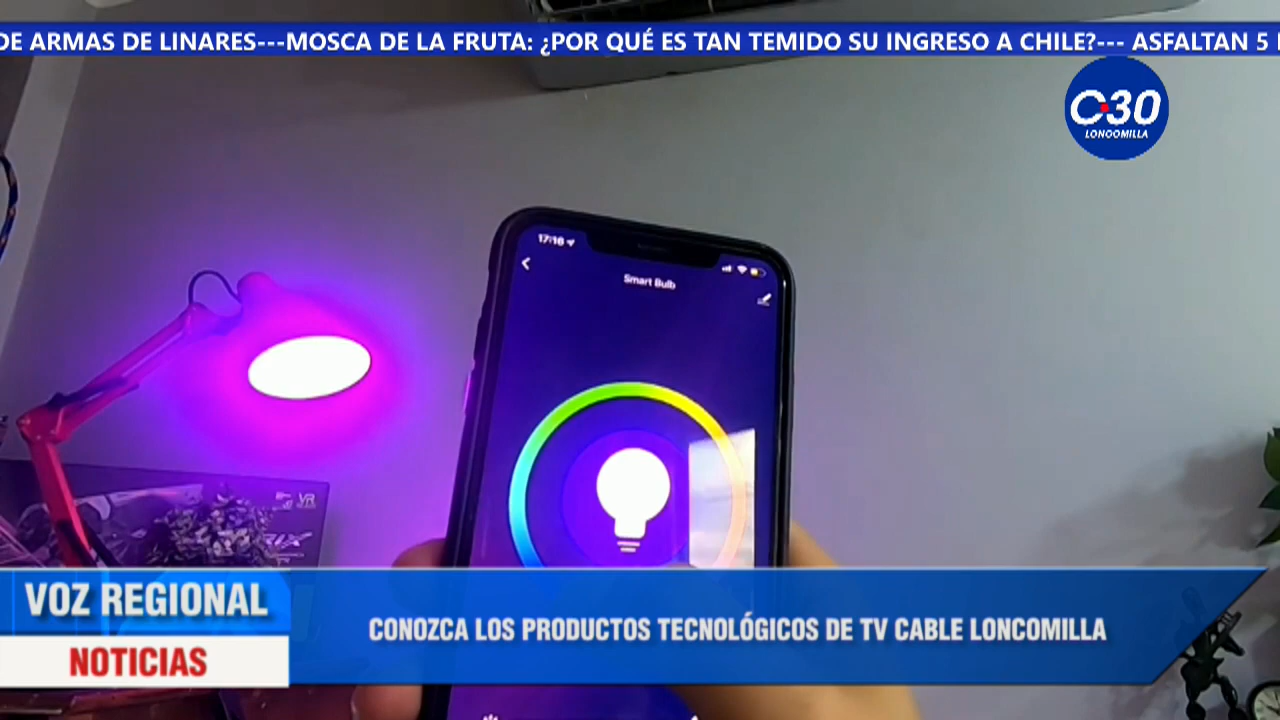 DE ARMAS DE LINARES---MOSCA DE LA FRUTA: ¿POR QUÉ ES TAN TEMIDO SU INGRESO A CHILE?--- ASFALTAN 5
C30
LONCOMILLA
17:16
Smart Bulb
VR
VOZ REGIONAL
NOTICIAS
CONOZCA LOS PRODUCTOS TECNOLÓGICOS DE TV CABLE LONCOMILLA